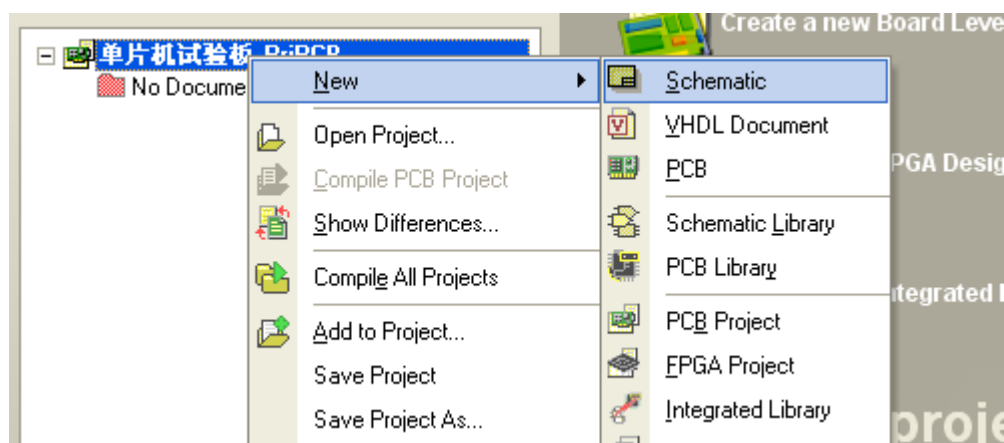 单片机试验板.PrjPCB
No Docume
New
Open Project...
Compile PCB Project
Show Differences...
Compile All Projects
Add to Project...
Save Project
Save Project As...
Schematic
VHDL Document
PCB
Schematic Library
PCB Library
PCB Project
FPGA Project
Integrated Library
Create a new Board Leve
PGA Desig
ntegrated
proje